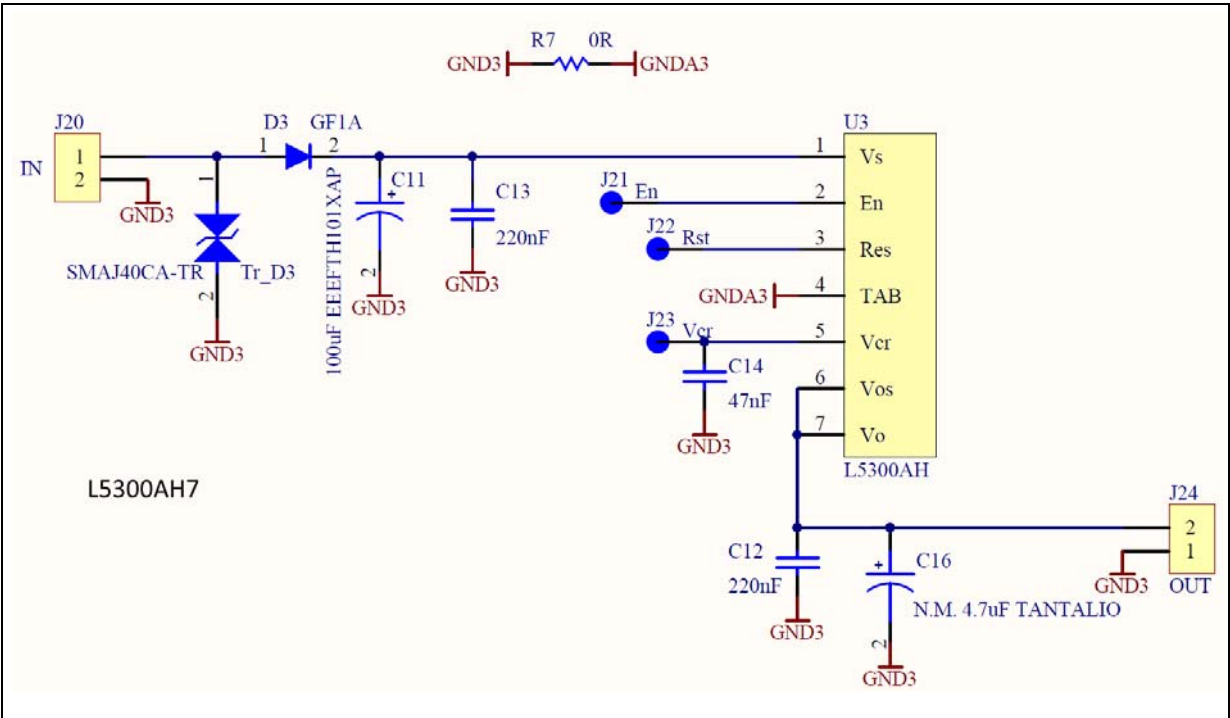 R7 0R
GND3 GNDA3
J20
IN
1
2
GND3
D3 GF1A
1 2
1
SMAJ40CA-TR Tr_D3
2
GND3
C11
+
100uF EEEFTH101XAP
2
GND3
C13
220nF
GND3
U3
1 Vs
J21 En 2 En
J22 Rst 3 Res
GNDA3 4 TAB
J23 Vcr 5 Vcr
C14
47nF
GND3
6 Vos
7 Vo
L5300AH
L5300AH7
C12
220nF
GND3
+ C16
N.M. 4.7uF TANTALIO
2
GND3
J24
2
1
GND3
OUT